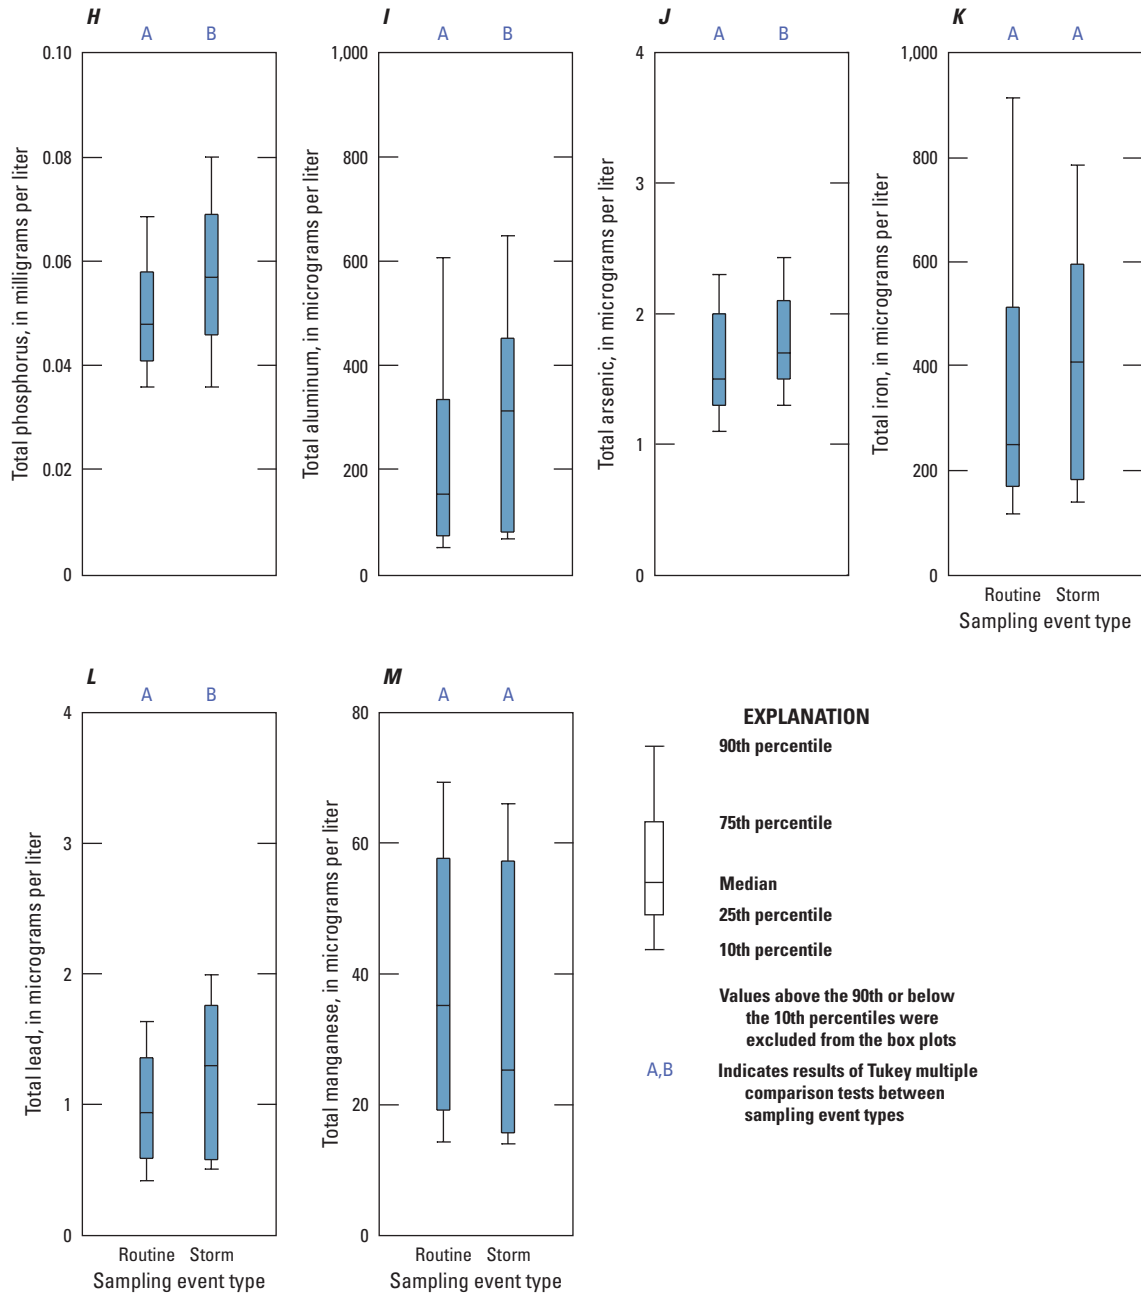 H
A B
Total phosphorus, in milligrams per liter
0.10
0.08
0.06
0.04
0.02
0
I
A B
Total aluminum, in micrograms per liter
1,000
800
600
400
200
0
J
A B
Total arsenic, in micrograms per liter
4
3
2
1
0
K
A A
Total iron, in micrograms per liter
1,000
800
600
400
200
0
Routine Storm
Sampling event type
L
A B
Total lead, in micrograms per liter
4
3
2
1
0
Routine Storm
Sampling event type
M
A A
Total manganese, in micrograms per liter
80
60
40
20
0
Routine Storm
Sampling event type
EXPLANATION
90th percentile
75th percentile
Median
25th percentile
10th percentile
Values above the 90th or below
the 10th percentiles were
excluded from the box plots
A,B Indicates results of Tukey multiple
comparison tests between
sampling event types